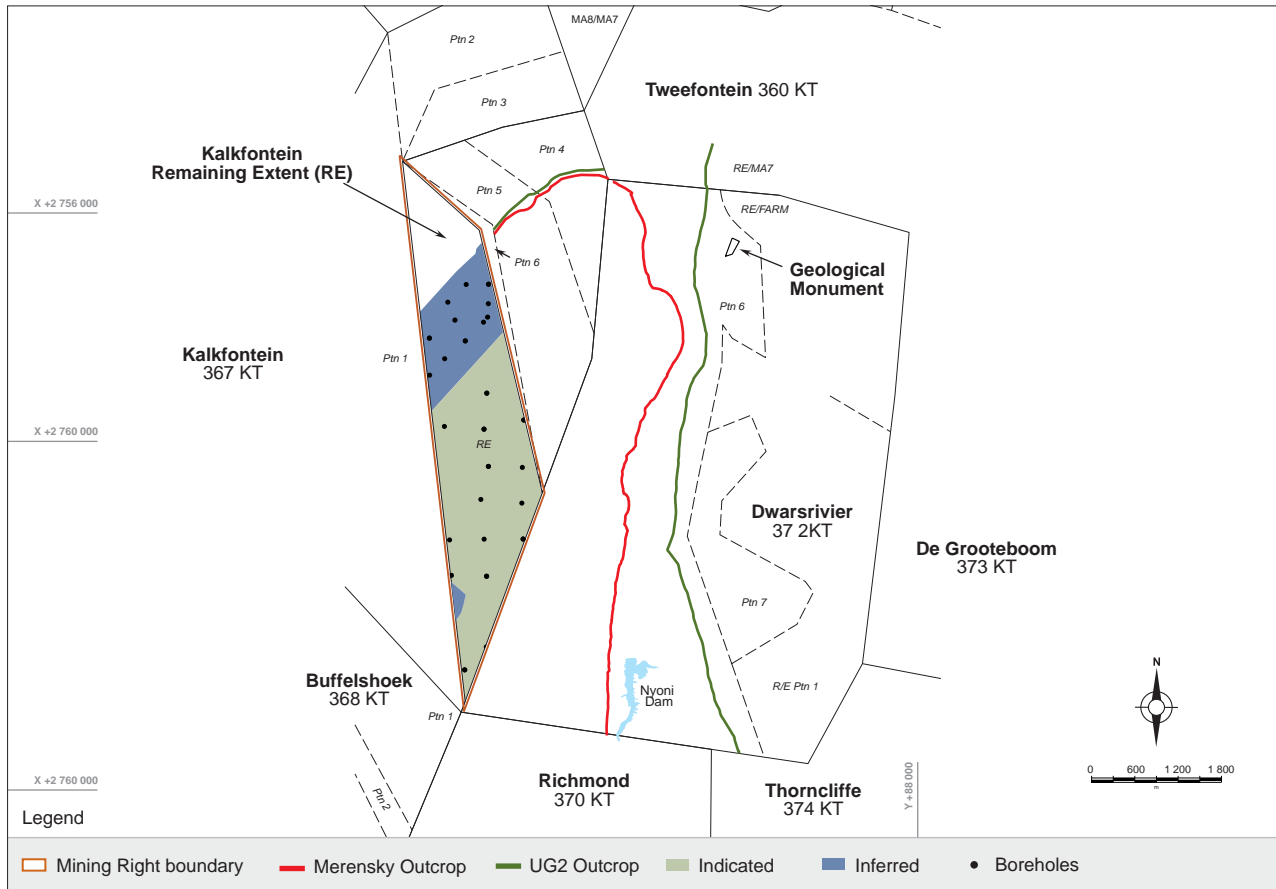 Ptn 2
MA8/MA7
Tweefontein 360 KT
Ptn 3
Kalkfontein
Remaining Extent (RE)
Ptn 4
RE/MA7
Ptn 5
X +2 756 000
RE/FARM
Ptn 6
Geological
Monument
Ptn 6
Kalkfontein
367 KT
Ptn 1
X +2 760 000
RE
Dwarsrivier
37 2KT
De Grooteboom
373 KT
Ptn 7
Buffelshoek
368 KT
Nyoni
Dam
R/E Ptn 1
N
Ptn 1
X +2 760 000
Ptn 2
Richmond
370 KT
Thorncliffe
374 KT
Y +88 000
0 600 1 200 1 800
m
Legend
Mining Right boundary
Merensky Outcrop
UG2 Outcrop
Indicated
Inferred
Boreholes